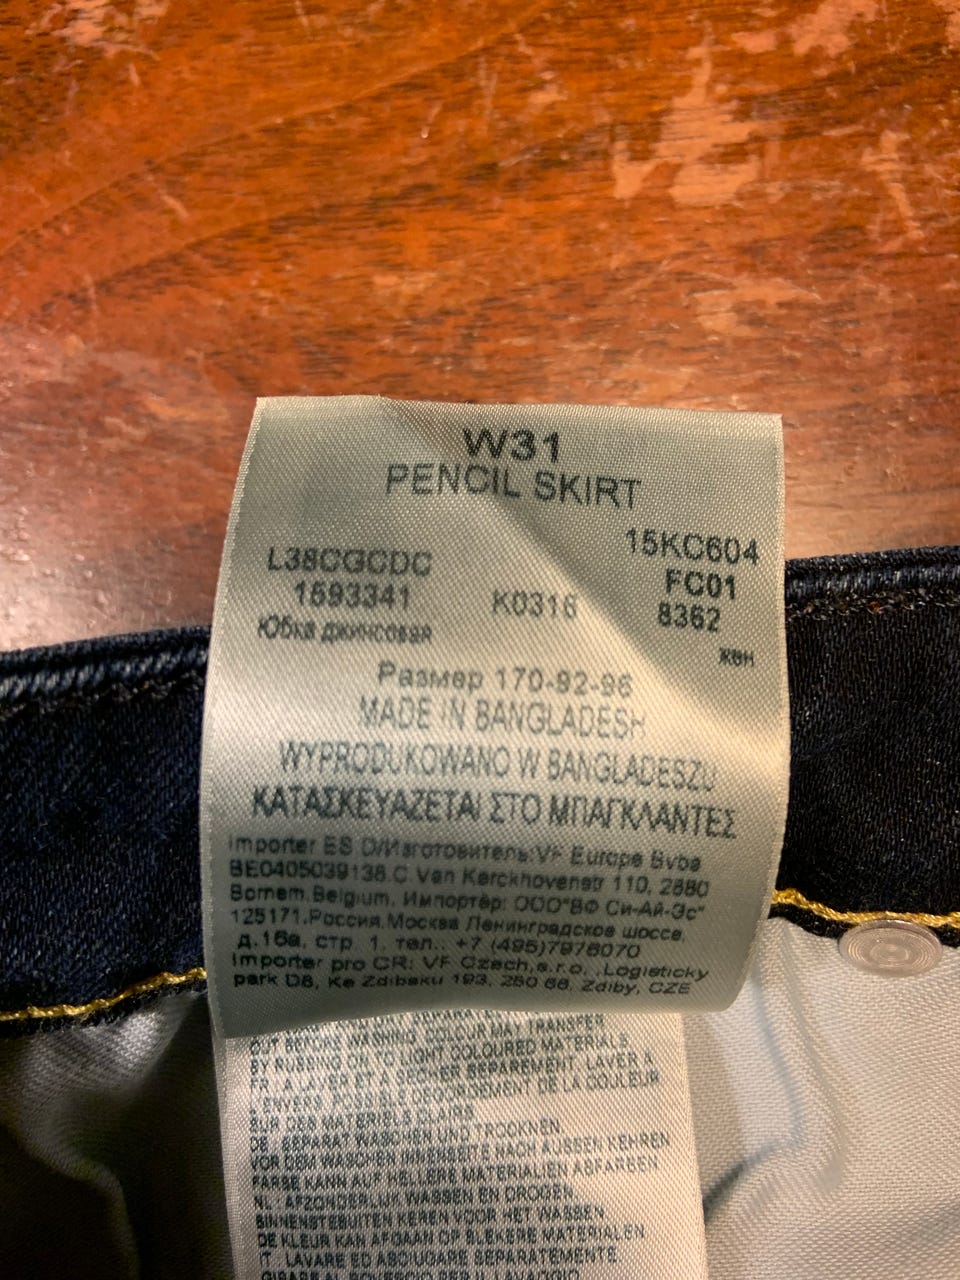 W31
PENCIL SKIRT
15KC604
L38CGCDC
FC01
1593341
K0316
8362
Юбка джинсовая
жен
Размер 170-92-96
MADE IN BANGLADESH
WYPRODUKOWANO W BANGLADESZU
ΚΑΤΑΣΚΕΥΑΖΕΤΑΙ ΣΤΟ ΜΠΑΓΚΛΑΝΤΕΣ
Importer ES D/Изготовитель:VF Europe Bvba
BE0405039138.C.Van Kerckhovenstr 110, 2880
Bornem,Belgium, Импортёр: ООО"ВФ Си-Ай-Эс"
125171,Россия,Москва Ленинградское шоссе,
д.16а, стр. 1, тел.: +7 (495)7976070
Importer pro CR: VF Czech,s.r.o. ,Logisticky
park D8, Ke Zdibsku 193, 250 66, Zdiby, CZE
OUT BEFORE WASHING COLOUR MAY TRANSFER
BY RUBBING ON TO LIGHT COLOURED MATERIALS
FR. A LAVER ET A SECHER SEPAREMENT, LAVER A
L'ENVERS, POSSIBLE DEGORGEMENT DE LA COULEUR
SUR DES MATERIELS CLAIRS
DE. SEPARAT WASCHEN UND TROCKNEN
VOR DEM WASCHEN INNENSEITE NACH AUSSEN KEHREN
FARBE KANN AUF HELLERE MATERIALIEN ABFARBEN
NL. AFZONDERLIJK WASSEN EN DROGEN
BINNENSTEBUITEN KEREN VOOR HET WASSEN
DE KLEUR KAN AFGAAN OP BLEKERE MATERIALEN
IT. LAVARE ED ASCIUGARE SEPARATEMENTE